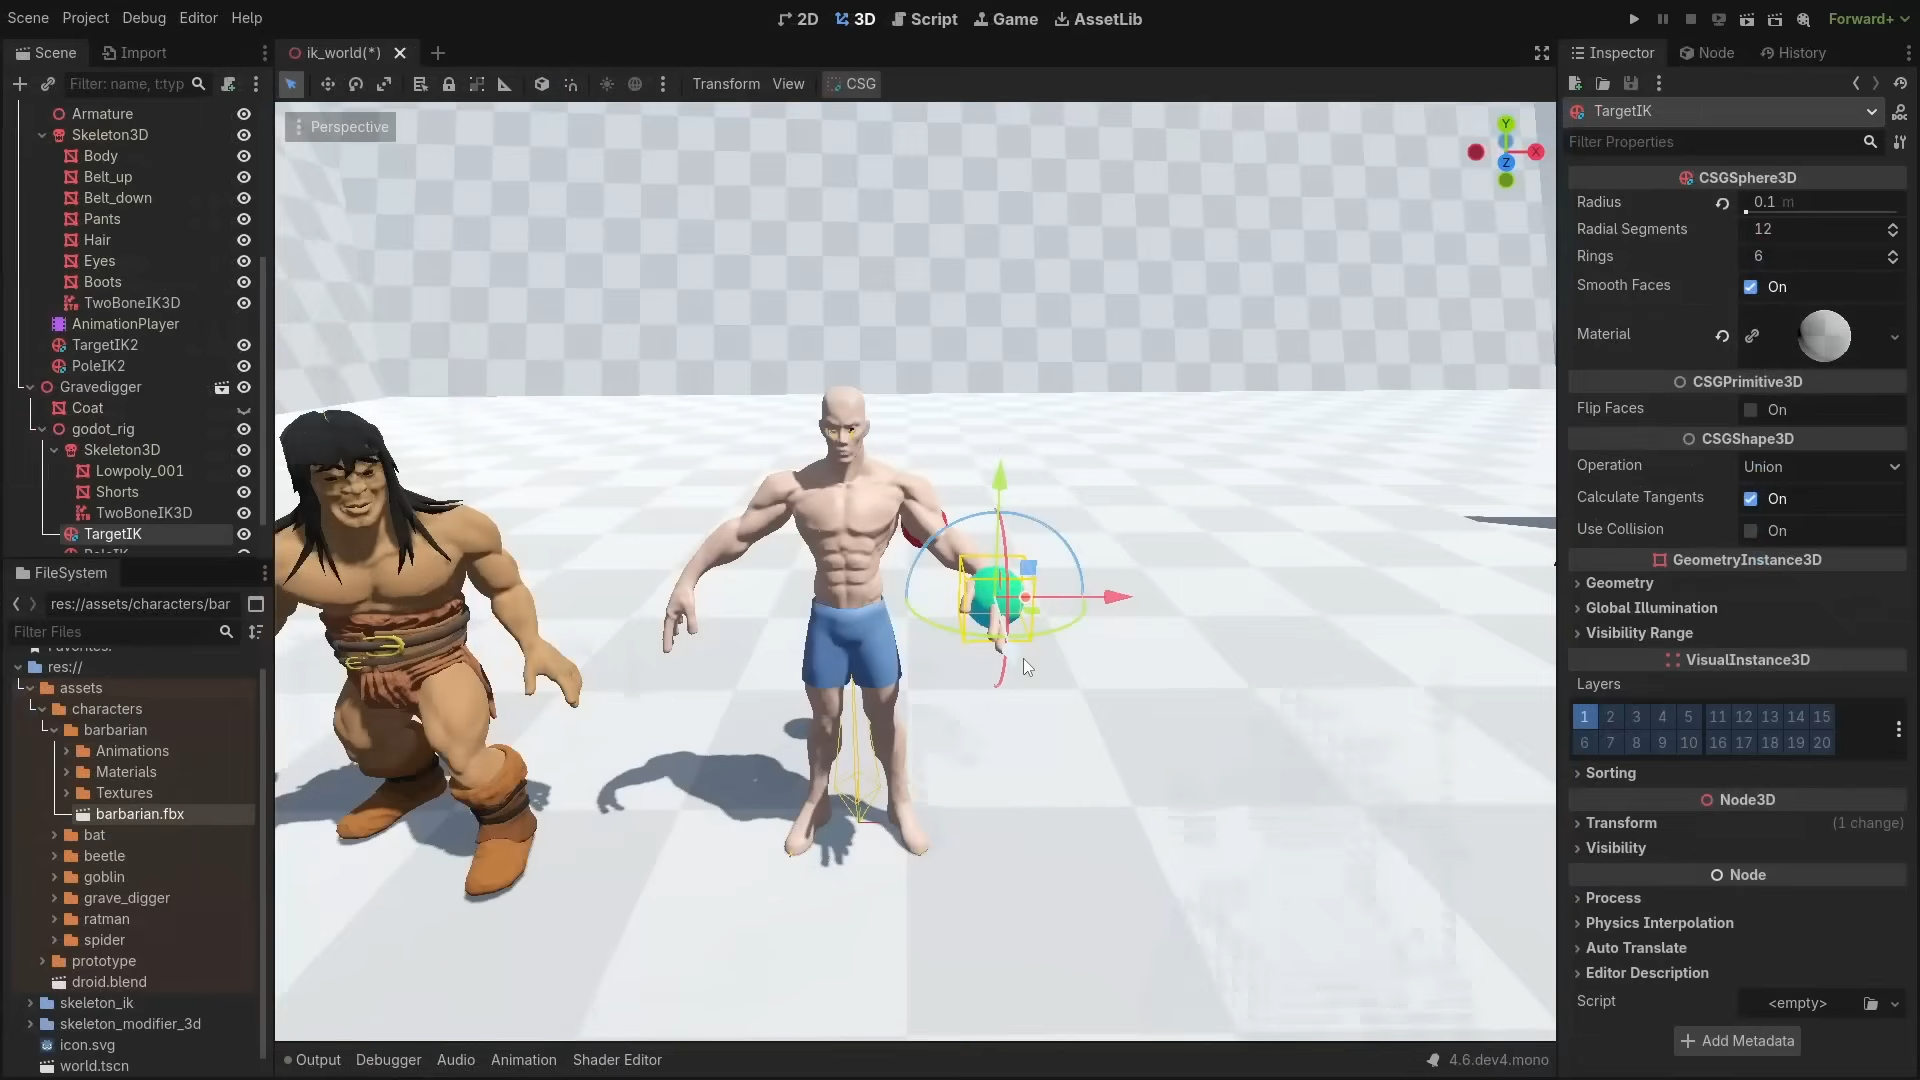 Scene Project Debug Editor Help
2D 3D Script Game AssetLib
Forward+
Scene Import
ik_world(*)
Inspector Node History
Filter: name, t:typ
Transform View CSG
Armature
Skeleton3D
Body
Belt_up
Belt_down
Pants
Hair
Eyes
Boots
TwoBoneIK3D
AnimationPlayer
TargetIK2
PoleIK2
Gravedigger
Coat
godot_rig
Skeleton3D
Lowpoly_001
Shorts
TwoBoneIK3D
TargetIK
PoleIK
FileSystem
res://assets/characters/bar
Filter Files
Favorites:
res://
assets
characters
barbarian
Animations
Materials
Textures
barbarian.fbx
bat
beetle
goblin
grave_digger
ratman
spider
prototype
droid.blend
skeleton_ik
skeleton_modifier_3d
icon.svg
world.tscn
Perspective
Y
X
Z
Output Debugger Audio Animation Shader Editor
4.6.dev4.mono
TargetIK
Filter Properties
CSGSphere3D
Radius 0.1 m
Radial Segments 12
Rings 6
Smooth Faces On
Material
CSGPrimitive3D
Flip Faces On
CSGShape3D
Operation Union
Calculate Tangents On
Use Collision On
GeometryInstance3D
Geometry
Global Illumination
Visibility Range
VisualInstance3D
Layers
1 2 3 4 5 11 12 13 14 15
6 7 8 9 10 16 17 18 19 20
Sorting
Node3D
Transform (1 change)
Visibility
Node
Process
Physics Interpolation
Auto Translate
Editor Description
Script <empty>
Add Metadata